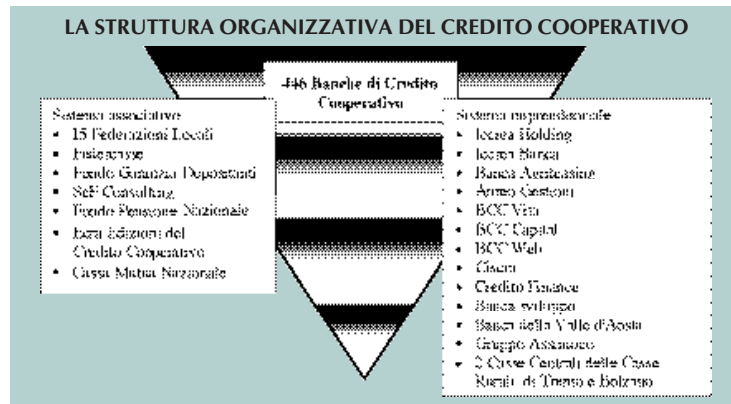 LA STRUTTURA ORGANIZZATIVA DEL CREDITO COOPERATIVO
446 Banche di Credito
Cooperativo
Sistema associativo
• 15 Federazioni Locali
• Fondo Garanzia Depositanti
• Sef Consulting
• Fondo Pensione Nazionale
• Ecra Edizioni del
Credito Cooperativo
• Cassa Mutua Nazionale
Sistema imprenditoriale
• Iccrea Holding
• Iccrea Banca
• Banca Agrileasing
• Aureo Gestioni
• BCC Vita
• BCC Capital
• BCC Web
• Ciscra
• Credito Finance
• Banca sviluppo
• Banca della Valle d'Aosta
• Gruppo Assimoco
• 2 Casse Centrali delle Casse
Rurali di Trento e Bolzano